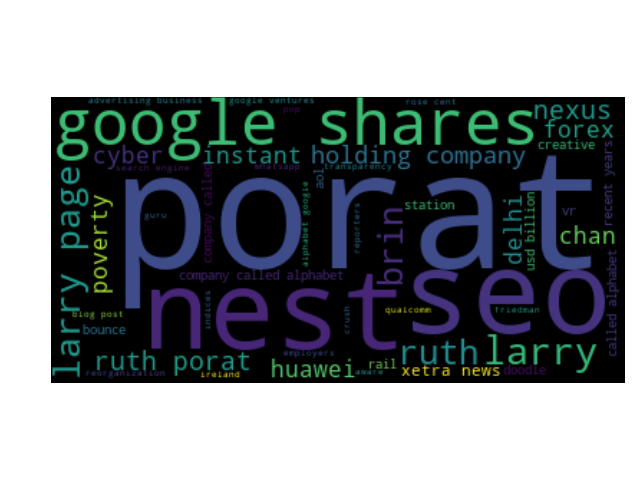 advertising business
google ventures
rose cent
pup
google shares
nexus
forex
creative
cyber
instant
holding company
search engine
whatsapp
transparency
larry page
poverty
company called
porat
guru
aol
alphabet google
reporters
brin
station
delhi
usd billion
vr
chan
called alphabet
recent years
company called alphabet
nest
seo
blog post
bounce
indices
crush
qualcomm
friedman
ruth porat
employers
huawei
rail
aware
ruth
larry
xetra news
doodle
reorganization
ireland